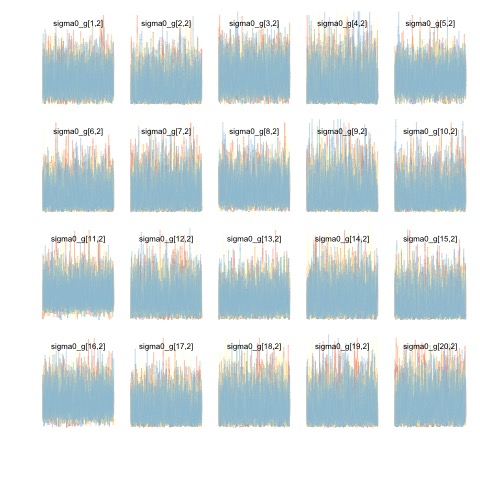 sigma0_g[1,2] sigma0_g[2,2] sigma0_g[3,2] sigma0_g[4,2] sigma0_g[5,2]
sigma0_g[6,2] sigma0_g[7,2] sigma0_g[8,2] sigma0_g[9,2] sigma0_g[10,2]
sigma0_g[11,2] sigma0_g[12,2] sigma0_g[13,2] sigma0_g[14,2] sigma0_g[15,2]
sigma0_g[16,2] sigma0_g[17,2] sigma0_g[18,2] sigma0_g[19,2] sigma0_g[20,2]